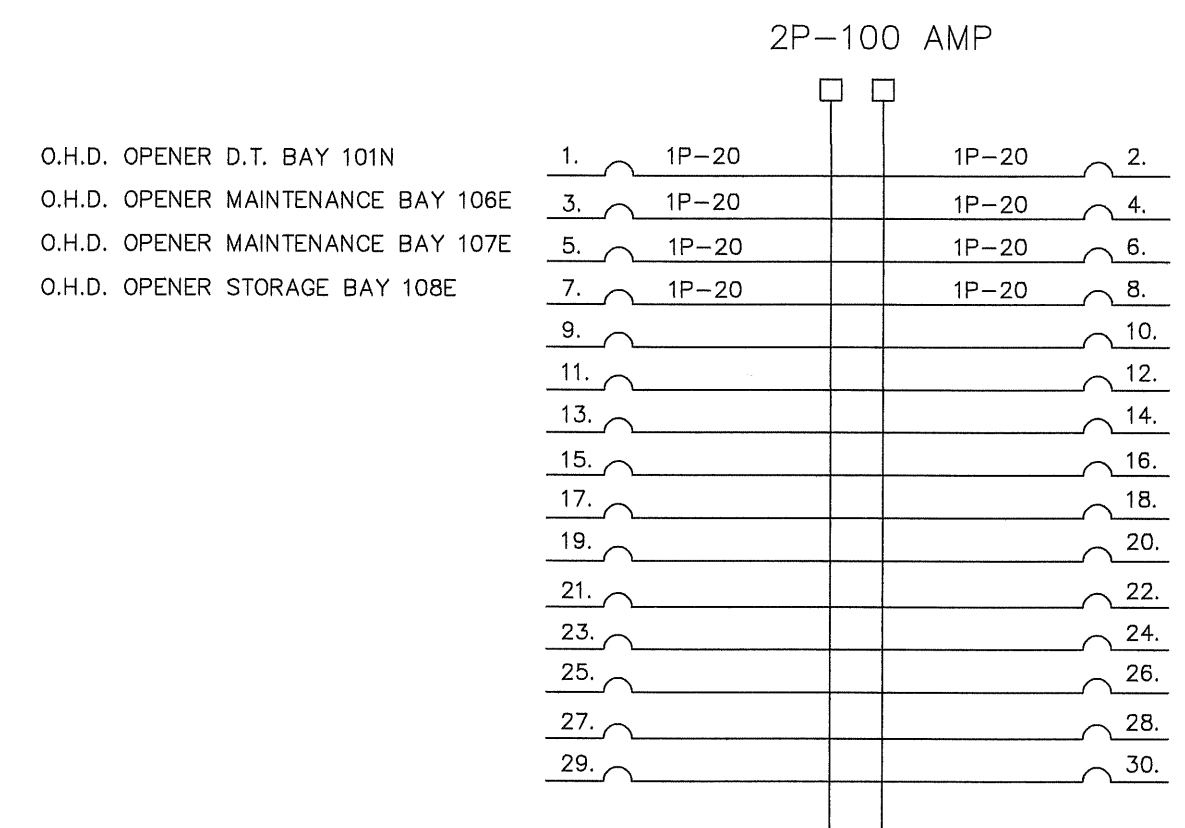 2P-100 AMP
O.H.D. OPENER D.T. BAY 101N 1. 1P-20 1P-20 2.
O.H.D. OPENER MAINTENANCE BAY 106E 3. 1P-20 1P-20 4.
O.H.D. OPENER MAINTENANCE BAY 107E 5. 1P-20 1P-20 6.
O.H.D. OPENER STORAGE BAY 108E 7. 1P-20 1P-20 8.
9. 10.
11. 12.
13. 14.
15. 16.
17. 18.
19. 20.
21. 22.
23. 24.
25. 26.
27. 28.
29. 30.